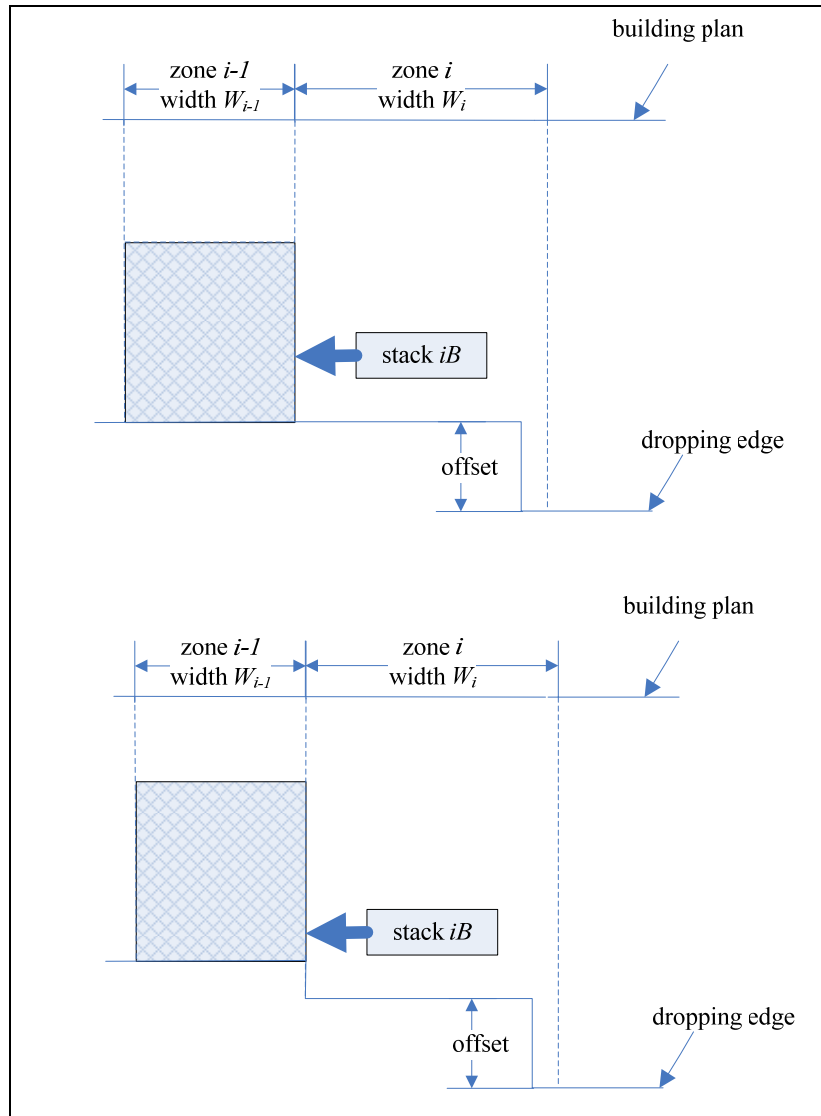 building plan
zone i-1
width Wi-1
zone i
width Wi
stack iB
offset
dropping edge
building plan
zone i-1
width Wi-1
zone i
width Wi
stack iB
offset
dropping edge